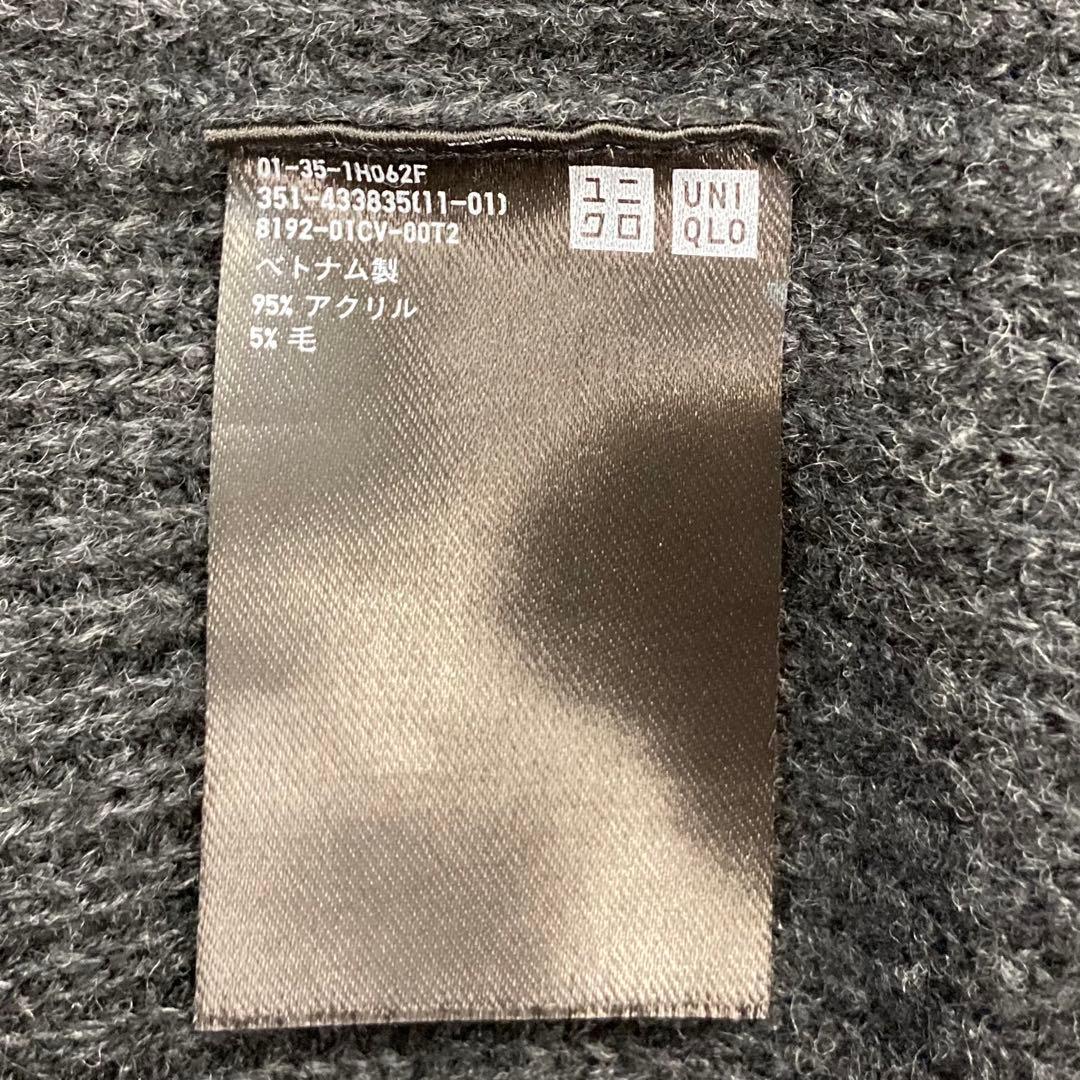 01-35-1H062F
351-433835(11-01)
8192-01CV-00T2
ベトナム製
95% アクリル
5% 毛
ユニ
クロ
UNI
QLO